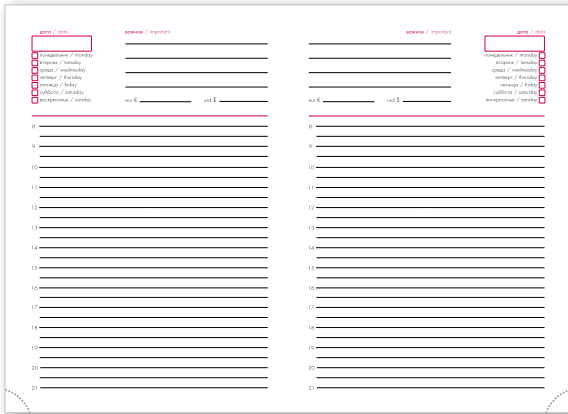 дата / data
важное / important
понедельник / monday
вторник / tuesday
среда / wednesday
четверг / thursday
пятница / friday
суббота / saturday
воскресенье / sunday
eur €
usd $
8
9
10
11
12
13
14
15
16
17
18
19
20
21
важное / important
дата / data
понедельник / monday
вторник / tuesday
среда / wednesday
четверг / thursday
пятница / friday
суббота / saturday
воскресенье / sunday
eur €
usd $
8
9
10
11
12
13
14
15
16
17
18
19
20
21